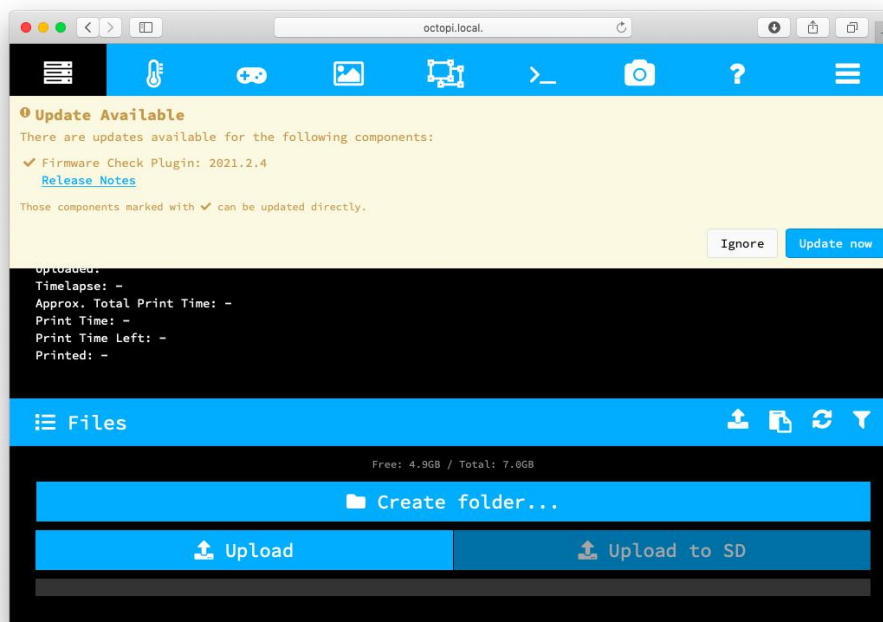 octopi.local.
Update Available
There are updates available for the following components:
Firmware Check Plugin: 2021.2.4
Release Notes
Those components marked with ✔ can be updated directly.
Ignore
Update now
Uploaded:
Timelapse: -
Approx. Total Print Time: -
Print Time: -
Print Time Left: -
Printed: -
Files
Free: 4.9GB / Total: 7.0GB
Create folder...
Upload
Upload to SD